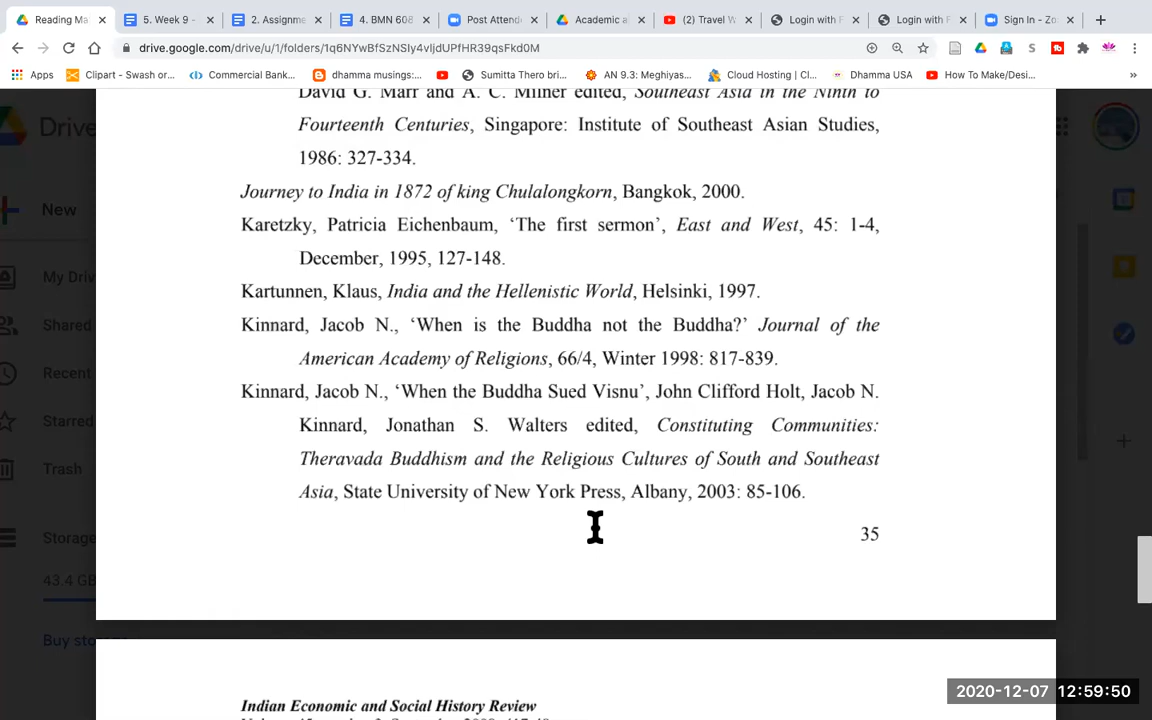 Reading Ma
5. Week 9 -
2. Assignme
4. BMN 608
Post Attend
Academic a
(2) Travel W
Login with F
Login with F
Sign In - Zo
drive.google.com/drive/u/1/folders/1q6NYwBfSzNSIy4vIjdUPfHR39qsFkd0M
Apps
Clipart - Swash or...
Commercial Bank...
dhamma musings:...
Sumitta Thero bri...
AN 9.3: Meghiyas...
Cloud Hosting | Cl...
Dhamma USA
How To Make/Desi...
»
Drive
New
My Driv
Shared
Recent
Starred
Trash
Storage
43.4 GB
Buy stor
David G. Marr and A. C. Milner edited, Southeast Asia in the Ninth to
Fourteenth Centuries, Singapore: Institute of Southeast Asian Studies,
1986: 327-334.
Journey to India in 1872 of king Chulalongkorn, Bangkok, 2000.
Karetzky, Patricia Eichenbaum, ‘The first sermon’, East and West, 45: 1-4,
December, 1995, 127-148.
Kartunnen, Klaus, India and the Hellenistic World, Helsinki, 1997.
Kinnard, Jacob N., ‘When is the Buddha not the Buddha?’ Journal of the
American Academy of Religions, 66/4, Winter 1998: 817-839.
Kinnard, Jacob N., ‘When the Buddha Sued Visnu’, John Clifford Holt, Jacob N.
Kinnard, Jonathan S. Walters edited, Constituting Communities:
Theravada Buddhism and the Religious Cultures of South and Southeast
Asia, State University of New York Press, Albany, 2003: 85-106.
35
Indian Economic and Social History Review
2020-12-07 12:59:50